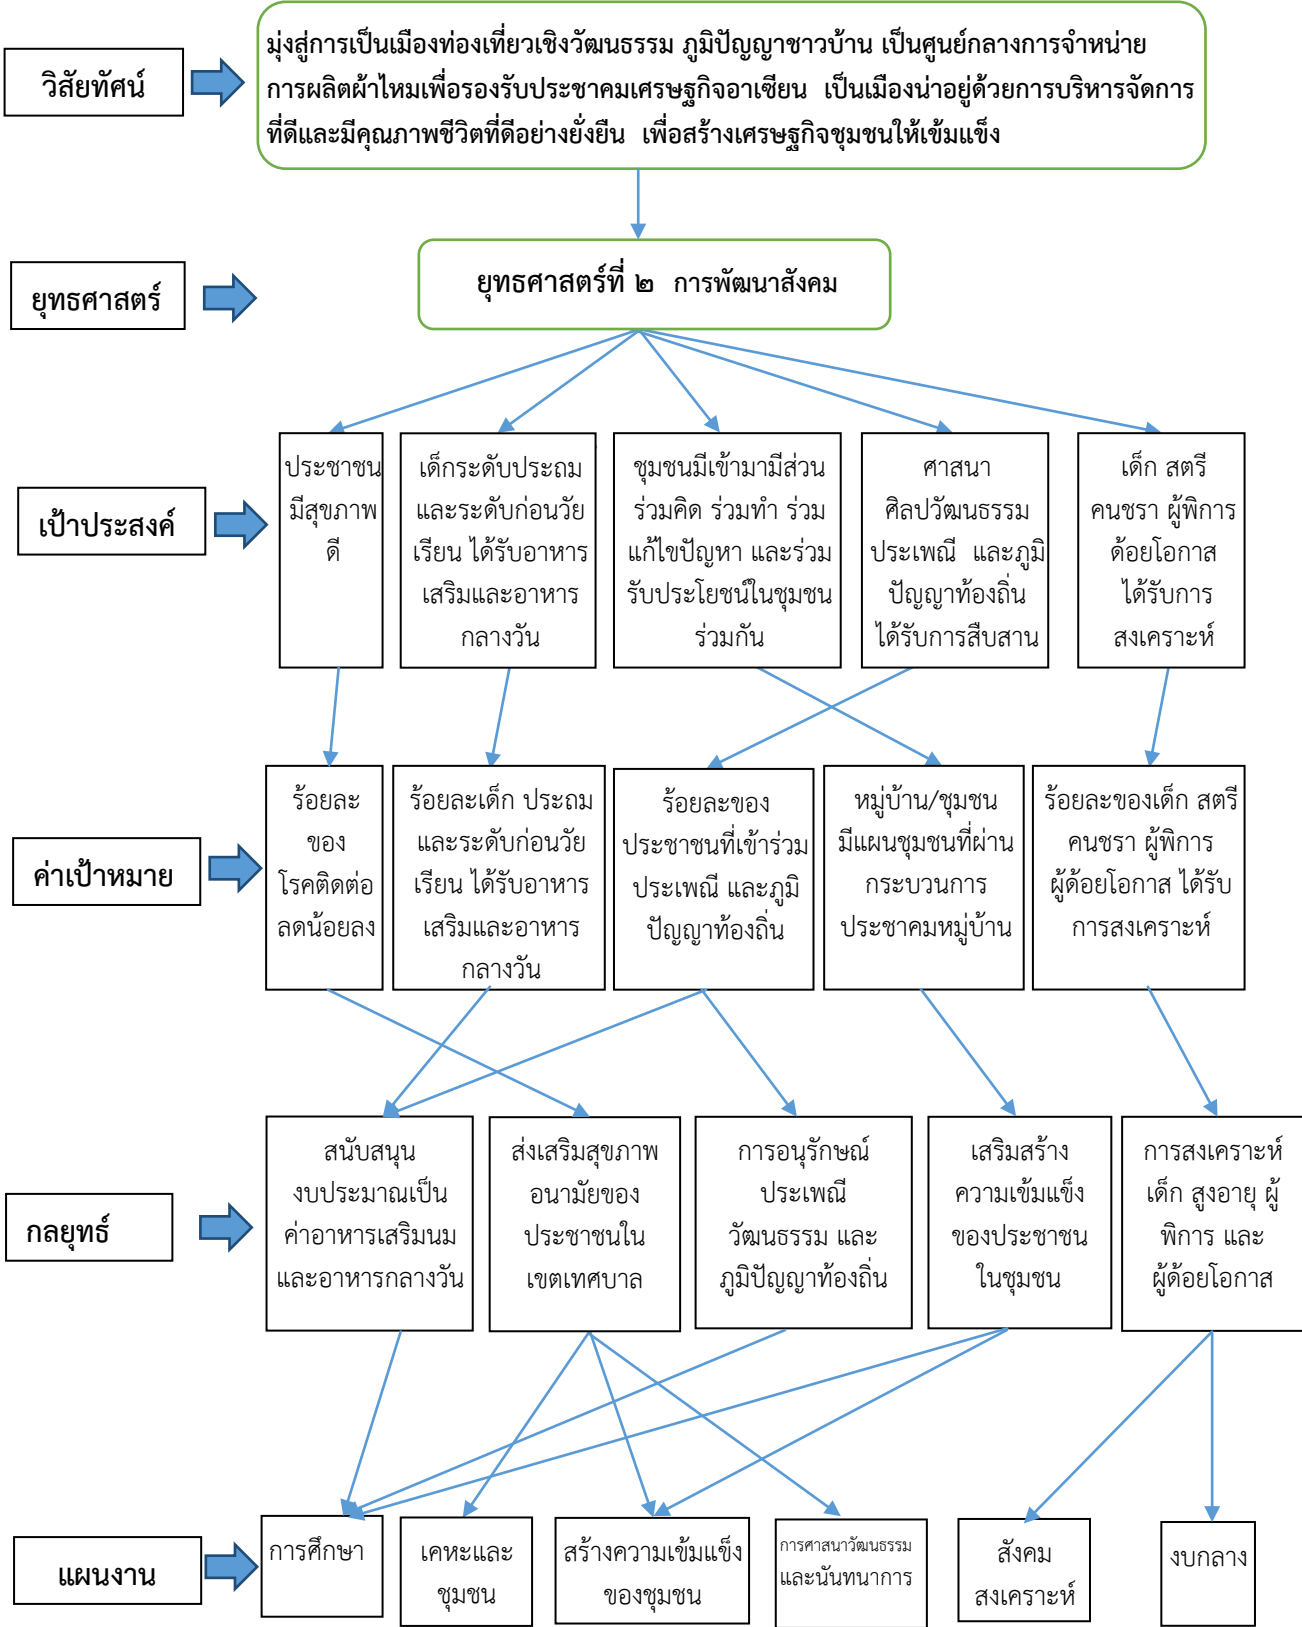 วิสัยทัศน์
มุ่งสู่การเป็นเมืองท่องเที่ยวเชิงวัฒนธรรม ภูมิปัญญาชาวบ้าน เป็นศูนย์กลางการจำหน่าย
การผลิตผ้าไหมเพื่อรองรับประชาคมเศรษฐกิจอาเซียน เป็นเมืองน่าอยู่ด้วยการบริหารจัดการ
ที่ดีและมีคุณภาพชีวิตที่ดีอย่างยั่งยืน เพื่อสร้างเศรษฐกิจชุมชนให้เข้มแข็ง
ยุทธศาสตร์
ยุทธศาสตร์ที่ ๒ การพัฒนาสังคม
เป้าประสงค์
ประชาชน
มีสุขภาพ
ดี
เด็กระดับประถม
และระดับก่อนวัย
เรียน ได้รับอาหาร
เสริมและอาหาร
กลางวัน
ชุมชนมีเข้ามามีส่วน
ร่วมคิด ร่วมทำ ร่วม
แก้ไขปัญหา และร่วม
รับประโยชน์ในชุมชน
ร่วมกัน
ศาสนา
ศิลปวัฒนธรรม
ประเพณี และภูมิ
ปัญญาท้องถิ่น
ได้รับการสืบสาน
เด็ก สตรี
คนชรา ผู้พิการ
ด้อยโอกาส
ได้รับการ
สงเคราะห์
ค่าเป้าหมาย
ร้อยละ
ของ
โรคติดต่อ
ลดน้อยลง
ร้อยละเด็ก ประถม
และระดับก่อนวัย
เรียน ได้รับอาหาร
เสริมและอาหาร
กลางวัน
ร้อยละของ
ประชาชนที่เข้าร่วม
ประเพณี และภูมิ
ปัญญาท้องถิ่น
หมู่บ้าน/ชุมชน
มีแผนชุมชนที่ผ่าน
กระบวนการ
ประชาคมหมู่บ้าน
ร้อยละของเด็ก สตรี
คนชรา ผู้พิการ
ผู้ด้อยโอกาส ได้รับ
การสงเคราะห์
กลยุทธ์
สนับสนุน
งบประมาณเป็น
ค่าอาหารเสริมนม
และอาหารกลางวัน
ส่งเสริมสุขภาพ
อนามัยของ
ประชาชนใน
เขตเทศบาล
การอนุรักษณ์
ประเพณี
วัฒนธรรม และ
ภูมิปัญญาท้องถิ่น
เสริมสร้าง
ความเข้มแข็ง
ของประชาชน
ในชุมชน
การสงเคราะห์
เด็ก สูงอายุ ผู้
พิการ และ
ผู้ด้อยโอกาส
แผนงาน
การศึกษา
เคหะและ
ชุมชน
สร้างความเข้มแข็ง
ของชุมชน
การศาสนาวัฒนธรรม
และนันทนาการ
สังคม
สงเคราะห์
งบกลาง